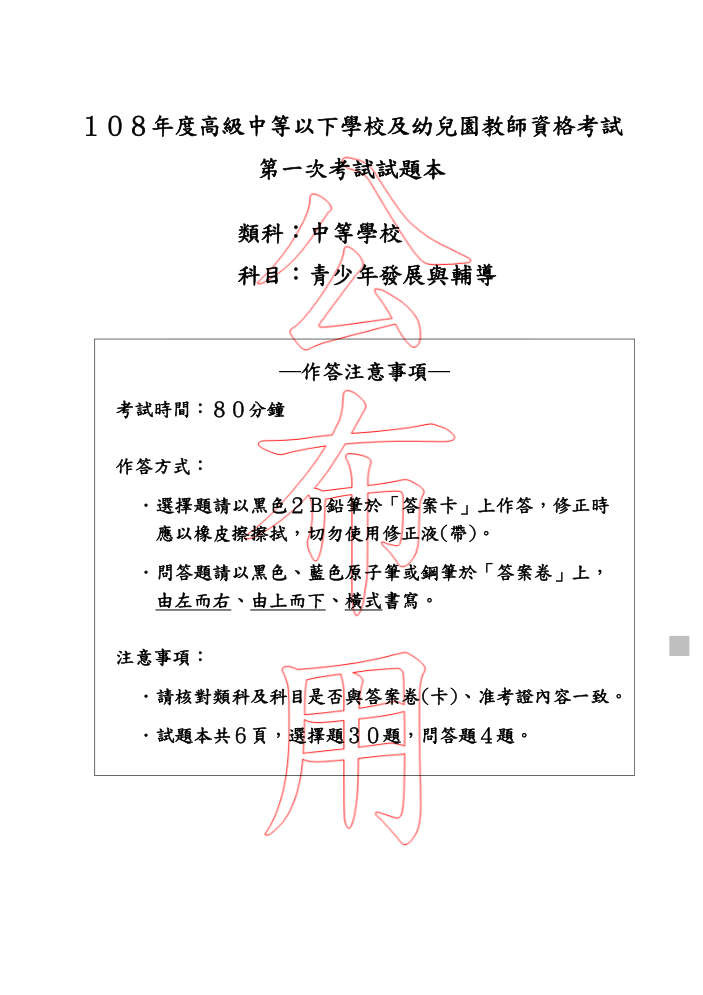 108年度高級中等以下學校及幼兒園教師資格考試
第一次考試試題本
類科：中等學校
科目：青少年發展與輔導
—作答注意事項—
考試時間：80分鐘
作答方式：
．選擇題請以黑色2B鉛筆於「答案卡」上作答，修正時
應以橡皮擦擦拭，切勿使用修正液(帶)。
．問答題請以黑色、藍色原子筆或鋼筆於「答案卷」上，
由左而右、由上而下、橫式書寫。
注意事項：
．請核對類科及科目是否與答案卷(卡)、准考證內容一致。
．試題本共6頁，選擇題30題，問答題4題。
公布用